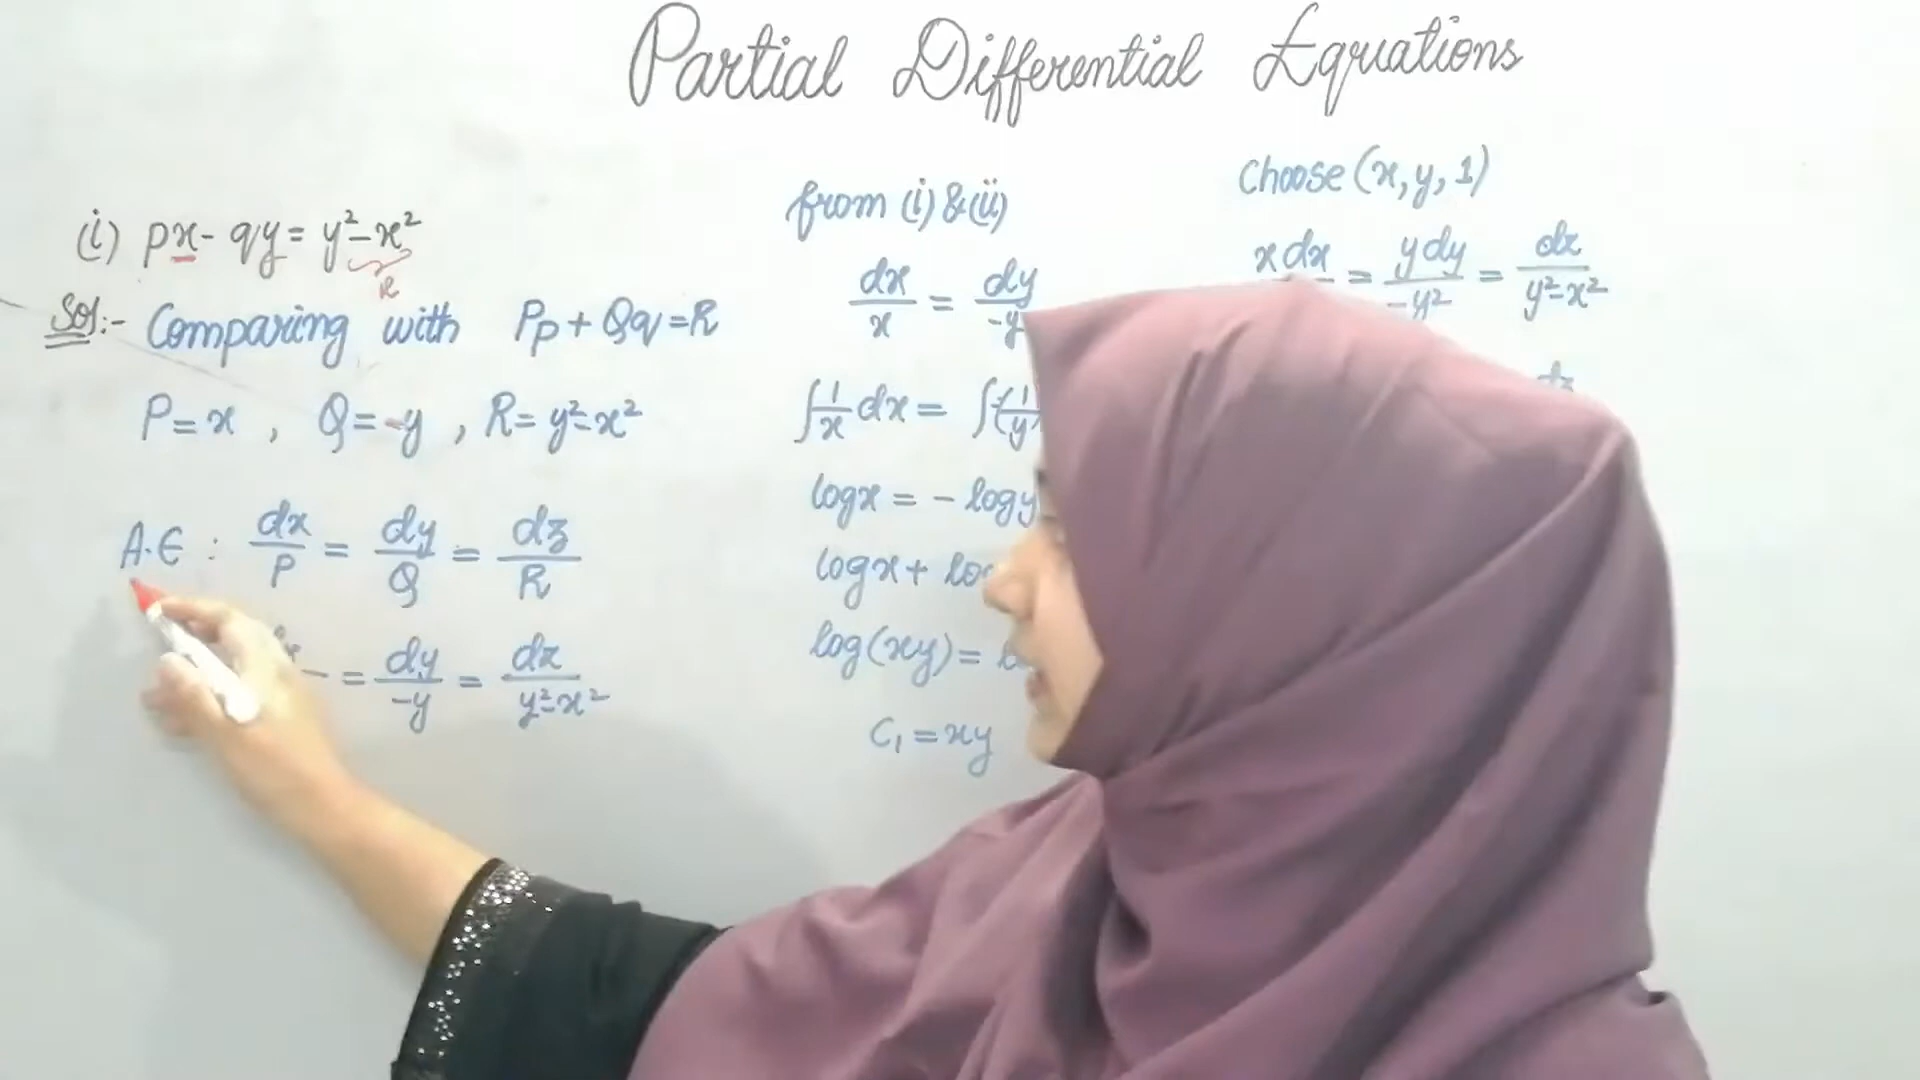 Partial Differential Equations
(i) px - qy = y² - x²
R
Sol:- Comparing with Pp + Qq = R
P = x , Q = -y , R = y² - x²
A.E : dx/P = dy/Q = dz/R
= dy/-y = dz/y² - x²
from (i) & (ii)
dx/x = dy/-y
∫ 1/x dx = ∫(-1/y)
log x = - log y
log x +
log(xy) =
C₁ = xy
Choose (x, y, 1)
x dx = y dy/-y² = dz/y² - x²
dz